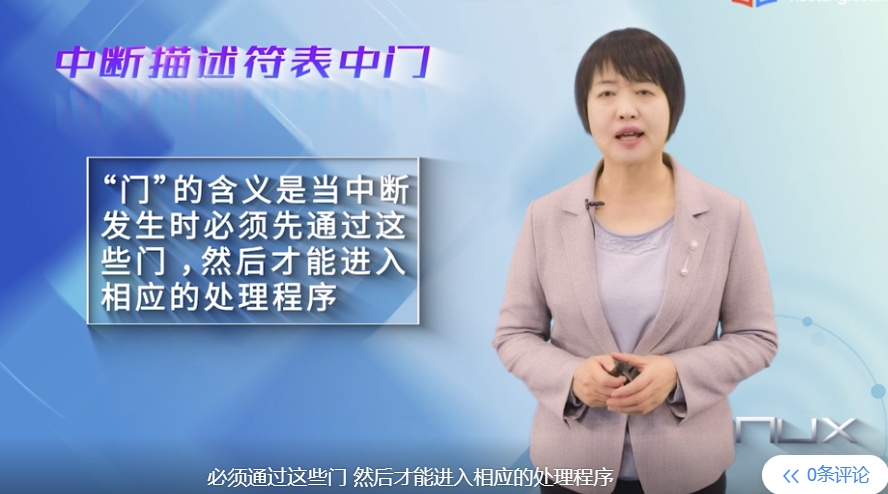 中断描述符表中门
“门”的含义是当中断
发生时必须先通过这
些门，然后才能进入
相应的处理程序
必须通过这些门 然后才能进入相应的处理程序
0条评论